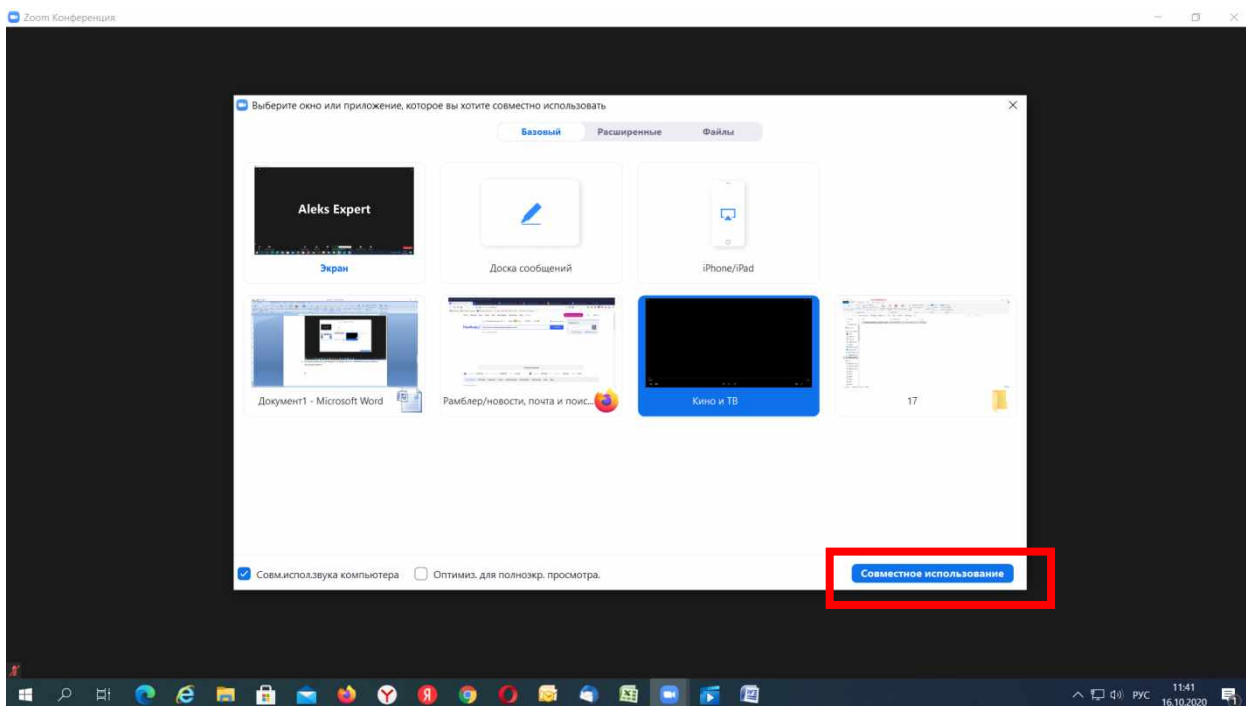 Zoom Конференция
Выберите окно или приложение, которое вы хотите совместно использовать
Базовый Расширенные Файлы
Aleks Expert
Экран
Доска сообщений
iPhone/iPad
Документ1 - Microsoft Word
Рамблер/новости, почта и поис...
Кино и ТВ
17
Совм.испол.звука компьютера
Оптимиз. для полноэкр. просмотра.
Совместное использование
РУС
11:41
16.10.2020